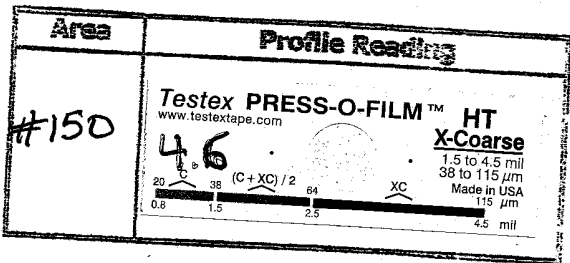 Area Profile Reading
#150
Testex PRESS-O-FILM™ HT
www.testextape.com
X-Coarse
4.6
1.5 to 4.5 mil
38 to 115 µm
Made in USA
C (C + XC) / 2 XC
20 38 64 115 µm
0.8 1.5 2.5 4.5 mil